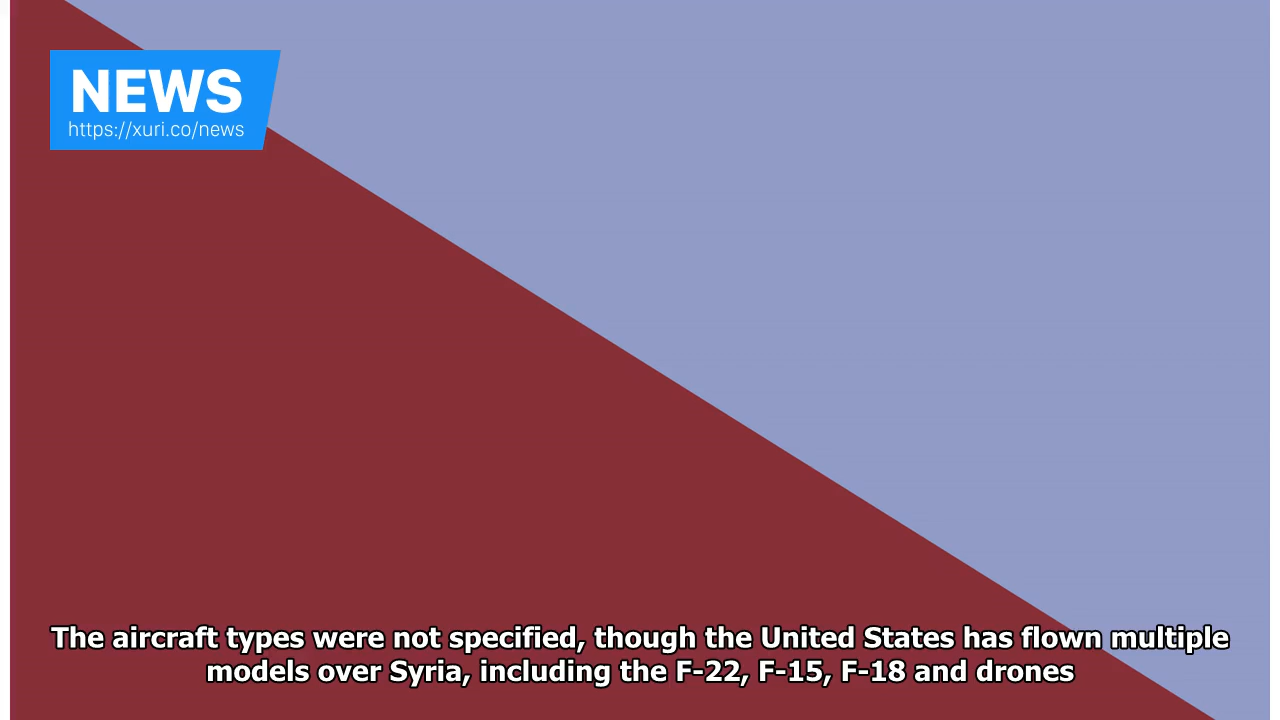 NEWS
https://xuri.co/news
The aircraft types were not specified, though the United States has flown multiple
models over Syria, including the F-22, F-15, F-18 and drones